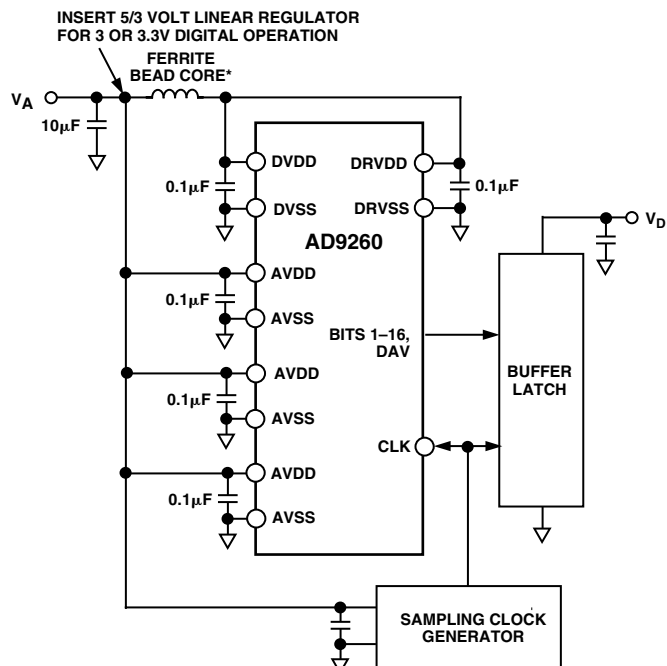 INSERT 5/3 VOLT LINEAR REGULATOR
FOR 3 OR 3.3V DIGITAL OPERATION
FERRITE
BEAD CORE*
VA
10μF
DVDD
DRVDD
0.1μF
0.1μF
DVSS
DRVSS
AD9260
VD
AVDD
0.1μF
AVSS
BITS 1–16,
DAV
BUFFER
LATCH
AVDD
0.1μF
AVSS
CLK
AVDD
0.1μF
AVSS
SAMPLING CLOCK
GENERATOR